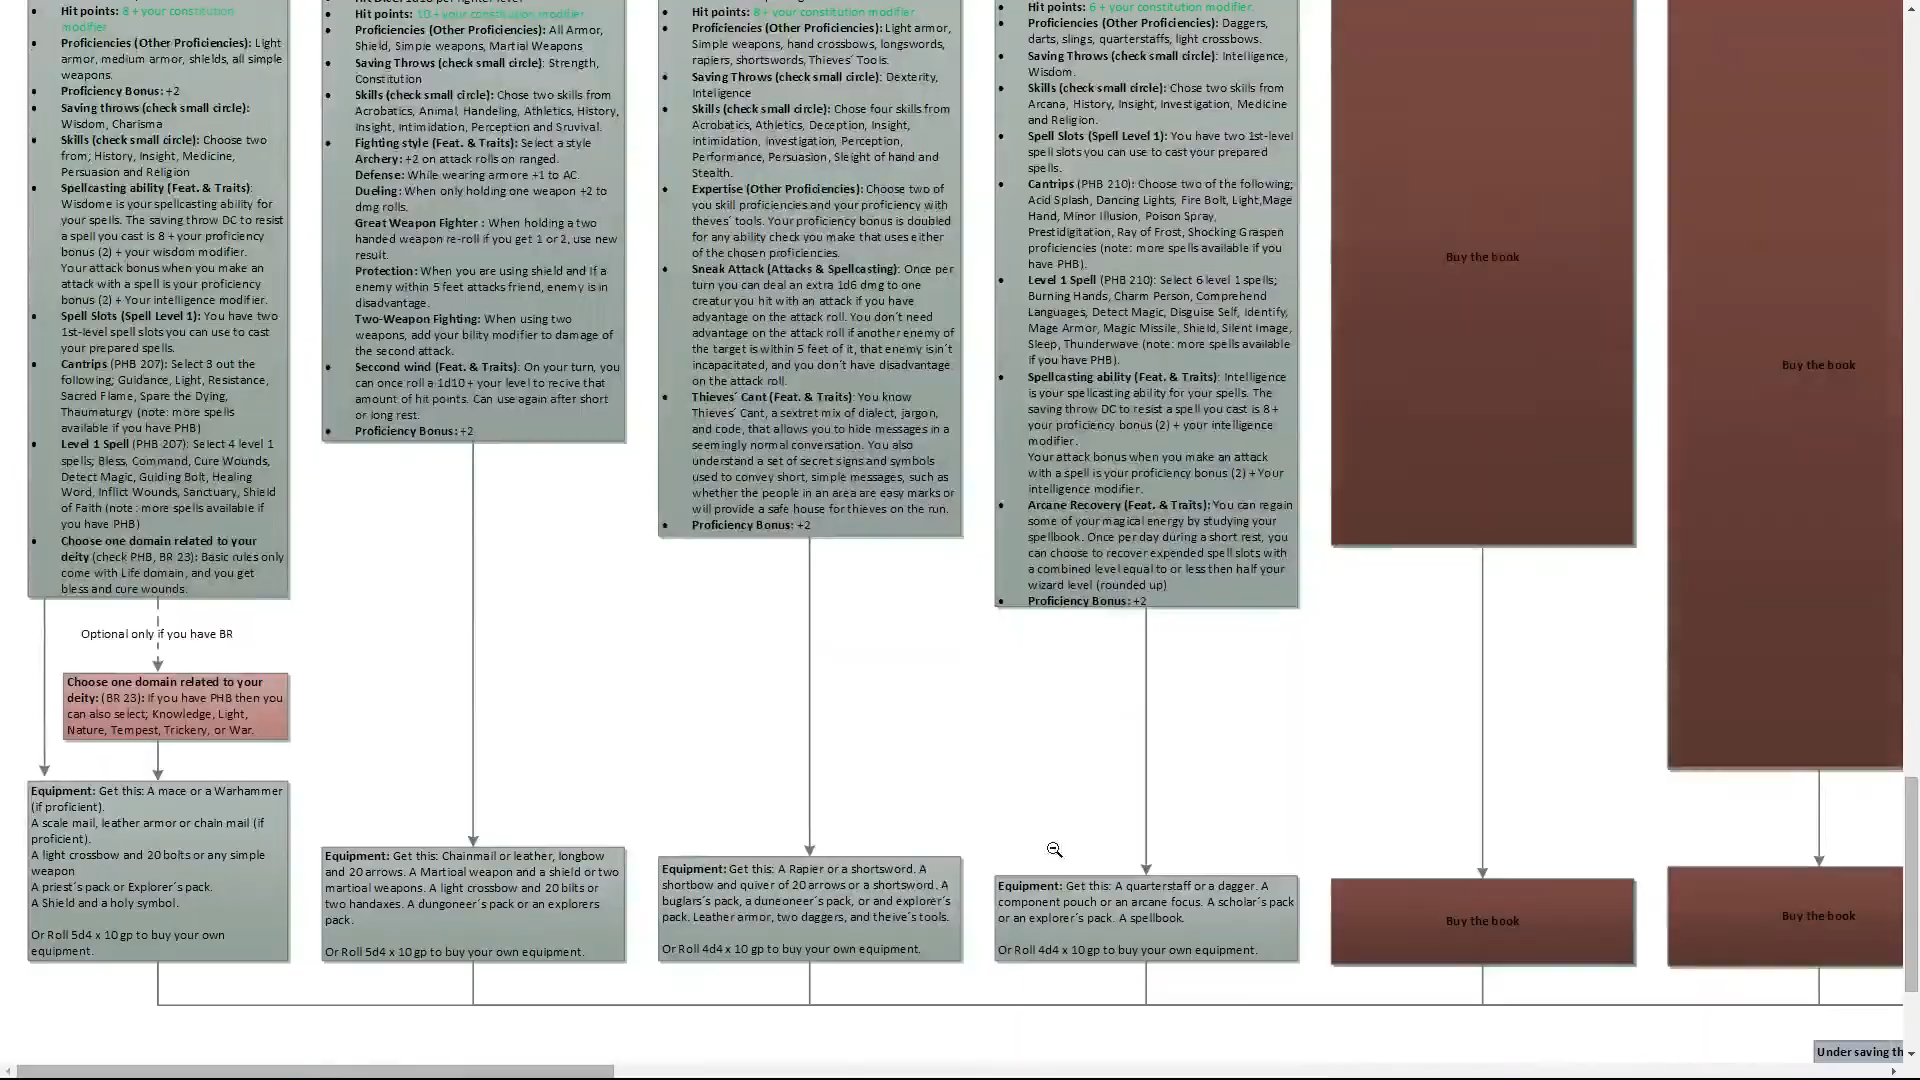 Hit points: 8 + your constitution
modifier
Proficiencies (Other Proficiencies): Light
armor, medium armor, shields, all simple
weapons.
Proficiency Bonus: +2
Saving throws (check small circle):
Wisdom, Charisma
Skills (check small circle): Choose two
from; History, Insight, Medicine,
Persuasion and Religion
Spellcasting ability (Feat. & Traits):
Wisdome is your spellcasting ability for
your spells. The saving throw DC to resist
a spell you cast is 8 + your proficiency
bonus (2) + your wisdom modifier.
Your attack bonus when you make an
attack with a spell is your proficiency
bonus (2) + Your intelligence modifier.
Spell Slots (Spell Level 1): You have two
1st-level spell slots you can use to cast
your prepared spells.
Cantrips (PHB 207): Select 3 out the
following; Guidance, Light, Resistance,
Sacred Flame, Spare the Dying,
Thaumaturgy (note: more spells
available if you have PHB)
Level 1 Spell (PHB 207): Select 4 level 1
spells; Bless, Command, Cure Wounds,
Detect Magic, Guiding Bolt, Healing
Word, Inflict Wounds, Sanctuary, Shield
of Faith (note: more spells available if
you have PHB)
Choose one domain related to your
deity (check PHB, BR 23): Basic rules only
come with Life domain, and you get
bless and cure wounds.
Optional only if you have BR
Choose one domain related to your
deity: (BR 23): If you have PHB then you
can also select; Knowledge, Light,
Nature, Tempest, Trickery, or War.
Equipment: Get this: A mace or a Warhammer
(if proficient).
A scale mail, leather armor or chain mail (if
proficient).
A light crossbow and 20 bolts or any simple
weapon
A priest´s pack or Explorer´s pack.
A Shield and a holy symbol.
Or Roll 5d4 x 10 gp to buy your own
equipment.
Hit points: 10 + your constitution modifier
Proficiencies (Other Proficiencies): All Armor,
Shield, Simple weapons, Martial Weapons
Saving Throws (check small circle): Strength,
Constitution
Skills (check small circle): Chose two skills from
Acrobatics, Animal, Handeling, Athletics, History,
Insight, Intimidation, Perception and Sruvival.
Fighting style (Feat. & Traits): Select a style
Archery: +2 on attack rolls on ranged.
Defense: While wearing armore +1 to AC.
Dueling: When only holding one weapon +2 to
dmg rolls.
Great Weapon Fighter : When holding a two
handed weapon re-roll if you get 1 or 2, use new
result.
Protection: When you are using shield and if a
enemy within 5 feet attacks friend, enemy is in
disadvantage.
Two-Weapon Fighting: When using two
weapons, add your bility modifier to damage of
the second attack.
Seccond wind (Feat. & Traits): On your turn, you
can once roll a 1d10 + your level to recive that
amount of hit points. Can use again after short
or long rest.
Proficiency Bonus: +2
Equipment: Get this: Chainmail or leather, longbow
and 20 arrows. A Martioal weapon and a shield or two
martioal weapons. A light crossbow and 20 bilts or
two handaxes. A dungoneer´s pack or an explorers
pack.
Or Roll 5d4 x 10 gp to buy your own equipment.
Hit points: 8 + your constitution modifier
Proficiencies (Other Proficiencies): Light armor,
Simple weapons, hand crossbows, longswords,
rapiers, shortswords, Thieves´ Tools.
Saving Throws (check small circle): Dexterity,
Inteligence
Skills (check small circle): Chose four skills from
Acrobatics, Athletics, Deception, Insight,
intimidation, Investigation, Perception,
Performance, Persuasion, Sleight of hand and
Stealth.
Expertise (Other Proficiencies): Choose two of
you skill proficiencies and your proficiency with
theves´ tools. Your proficiency bonus is doubled
for any ability check you make that uses either
of the chosen proficiencies.
Sneak Attack (Attacks & Spellcasting): Once per
turn you can deal an extra 1d6 dmg to one
creatur you hit with an attack if you have
advantage on the attack roll. You don´t need
advantage on the attack roll if another enemy of
the target is within 5 feet of it, that enemy isin´t
incapacitated, and you don´t have disadvantage
on the attack roll.
Thieves´ Cant (Feat. & Traits): You know
Thieves´ Cant, a sextret mix of dialect, jargon,
and code, that allows you to hide messages in a
seemingly normal conversation. You also
understand a set of secret signs and symbols
used to convey short, simple messages, such as
whether the people in an area are easy marks or
will provide a safe house for thieves on the run.
Proficiency Bonus: +2
Equipment: Get this: A Rapier or a shortsword. A
shortbow and quiver of 20 arrows or a shortsword. A
buglars´s pack, a duneoneer´s pack, or and explorer´s
pack. Leather armor, two daggers, and theive´s tools.
Or Roll 4d4 x 10 gp to buy your own equipment.
Hit points: 6 + your constitution modifier.
Proficiencies (Other Proficiencies): Daggers,
darts, slings, quarterstaffs, light crossbows.
Saving Throws (check small circle): Intelligence,
Wisdom.
Skills (check small circle): Chose two skills from
Arcana, History, Insight, Investigation, Medicine
and Religion.
Spell Slots (Spell Level 1): You have two 1st-level
spell slots you can use to cast your prepared
spells.
Cantrips (PHB 210): Choose two of the following;
Acid Splash, Dancing Lights, Fire Bolt, Light,Mage
Hand, Minor Illusion, Poison Spray,
Prestidigitation, Ray of Frost, Shocking Graspen
proficiencies (note: more spells available if you
have PHB).
Level 1 Spell (PHB 210): Select 6 level 1 spells;
Burning Hands, Charm Person, Comprehend
Languages, Detect Magic, Disguise Self, Identify,
Mage Armor, Magic Missile, Shield, Silent Image,
Sleep, Thunderwave (note: more spells available
if you have PHB).
Spellcasting ability (Feat. & Traits): Intelligence
is your spellcasting ability for your spells. The
saving throw DC to resist a spell you cast is 8 +
your proficiency bonus (2) + your intelligence
modifier.
Your attack bonus when you make an attack
with a spell is your proficiency bonus (2) + Your
intelligence modifier.
Arcane Recovery (Feat. & Traits): You can regain
some of your magical energy by studying your
spellbook. Once per day during a short rest, you
can choose to recover expended spell slots with
a combined level equal to or less then half your
wizard level (rounded up)
Proficiency Bonus: +2
Equipment: Get this: A quarterstaff or a dagger. A
component pouch or an arcane focus. A scholar´s pack
or an explorer´s pack. A spellbook.
Or Roll 4d4 x 10 gp to buy your own equipment.
Buy the book
Buy the book
Buy the book
Buy the book
Under saving th